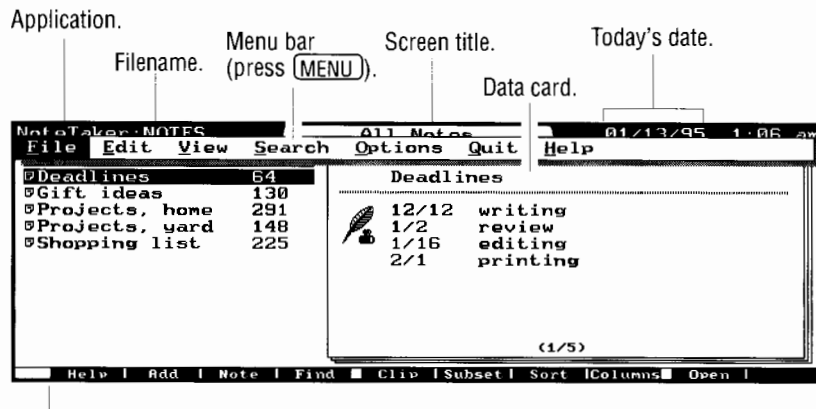 Application.
Filename.
Menu bar
(press MENU).
Screen title.
Data card.
Today's date.
NoteTaker:NOTES All Notes 01/13/95 1:06 am
File Edit View Search Options Quit Help
Deadlines 64
Gift ideas 130
Projects, home 291
Projects, yard 148
Shopping list 225
Deadlines
12/12 writing
1/2 review
1/16 editing
2/1 printing
(1/5)
Help | Add | Note | Find Clip |Subset| Sort |Columns Open |